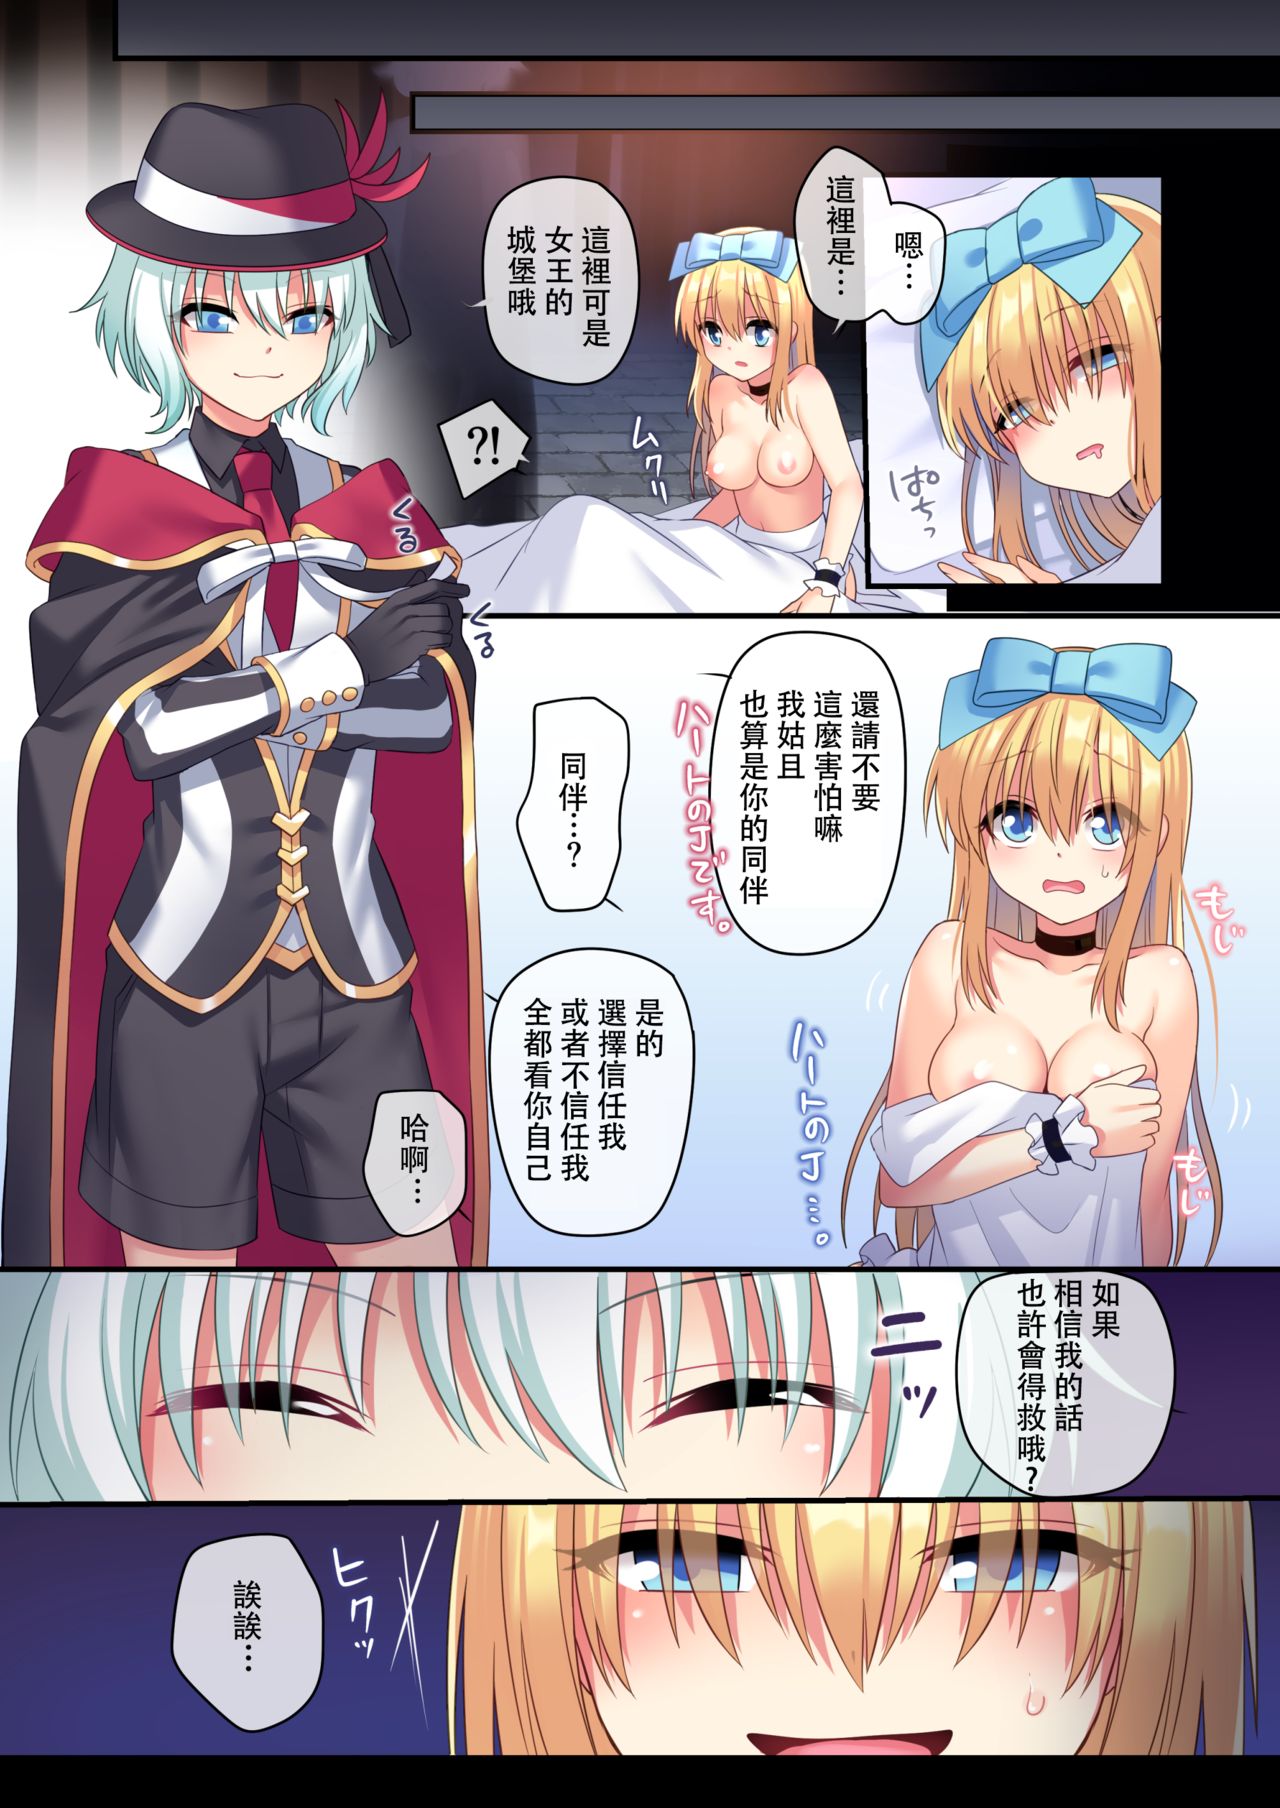 嗯…
這裡是…
ぱちっ
ムクリ
這裡可是
女王的
城堡哦
?!
くる
くる
還請不要
這麼害怕嘛
我姑且
也算是你的同伴
ハートのJです。
同伴…?
もじ
もじ
ハートのJ…。
是的
選擇信任我
或者不信任我
全都看你自己
哈啊…
如果
相信我的話
也許會得救哦?
ニッ
ヒクッ
誒誒…